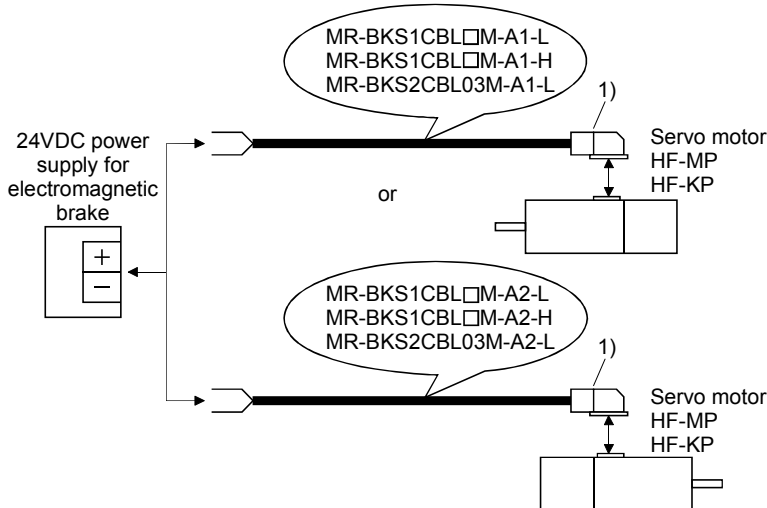 MR-BKS1CBL□M-A1-L
MR-BKS1CBL□M-A1-H
MR-BKS2CBL03M-A1-L
1)
24VDC power
supply for
electromagnetic
brake
Servo motor
HF-MP
HF-KP
or
+
−
MR-BKS1CBL□M-A2-L
MR-BKS1CBL□M-A2-H
MR-BKS2CBL03M-A2-L
1)
Servo motor
HF-MP
HF-KP